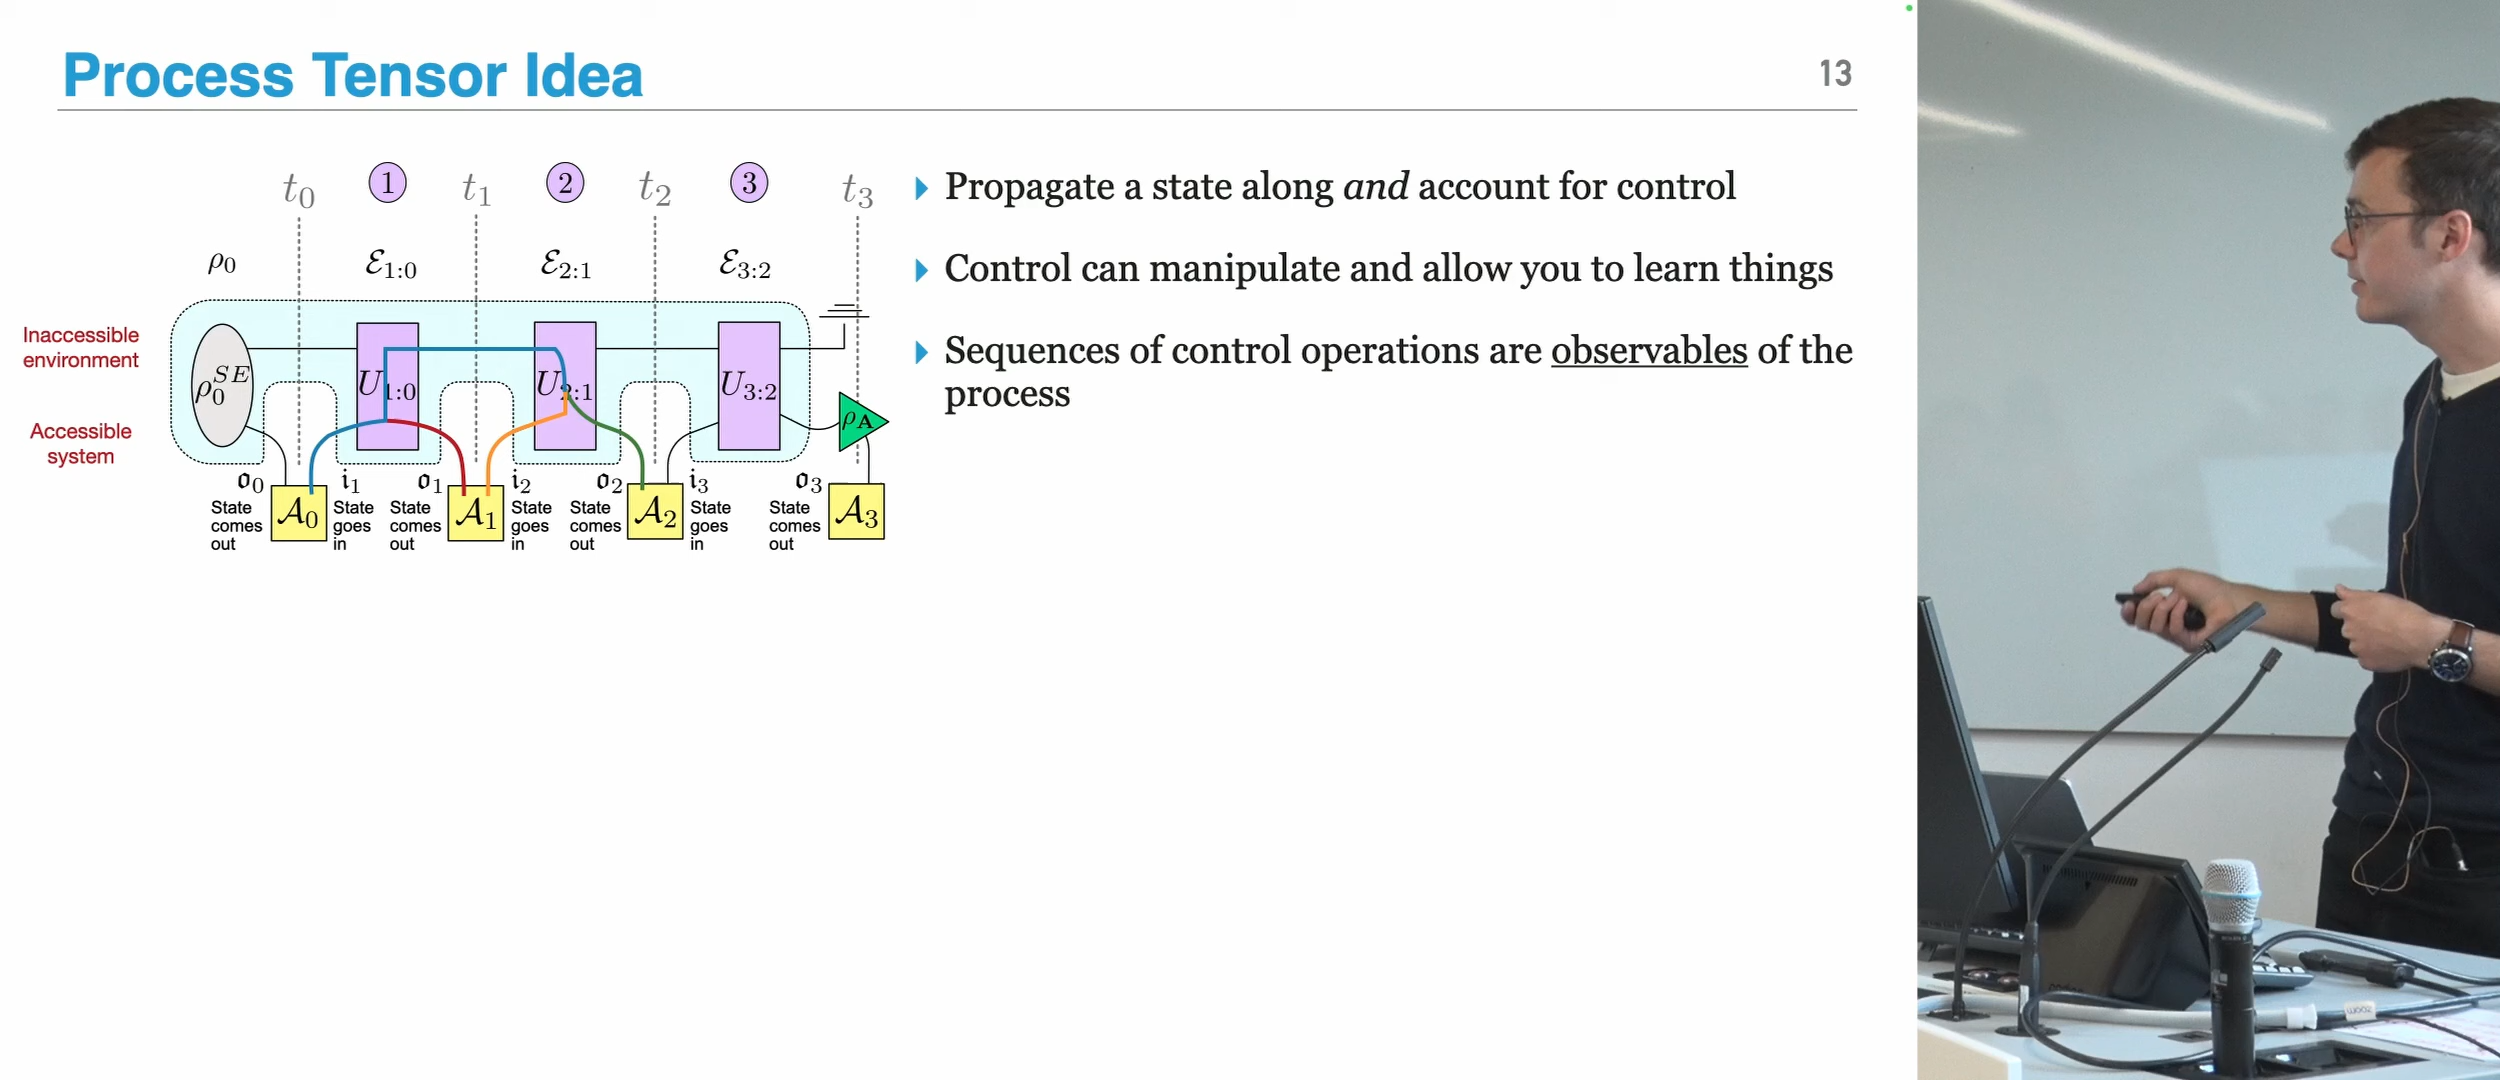 Process Tensor Idea
13
t₀ 1 t₁ 2 t₂ 3 t₃
ρ₀ ℰ₁:₀ ℰ₂:₁ ℰ₃:₂
Inaccessible
environment
Accessible
system
ρ₀ˢᴱ U₁:₀ U₂:₁ U₃:₂ ρ_A
𝔬₀ 𝔦₁ 𝔬₁ 𝔦₂ 𝔬₂ 𝔦₃ 𝔬₃
𝒜₀ 𝒜₁ 𝒜₂ 𝒜₃
State
comes
out
State
goes
in
State
comes
out
State
goes
in
State
comes
out
State
goes
in
State
comes
out
Propagate a state along and account for control
Control can manipulate and allow you to learn things
Sequences of control operations are observables of the
process
zoom